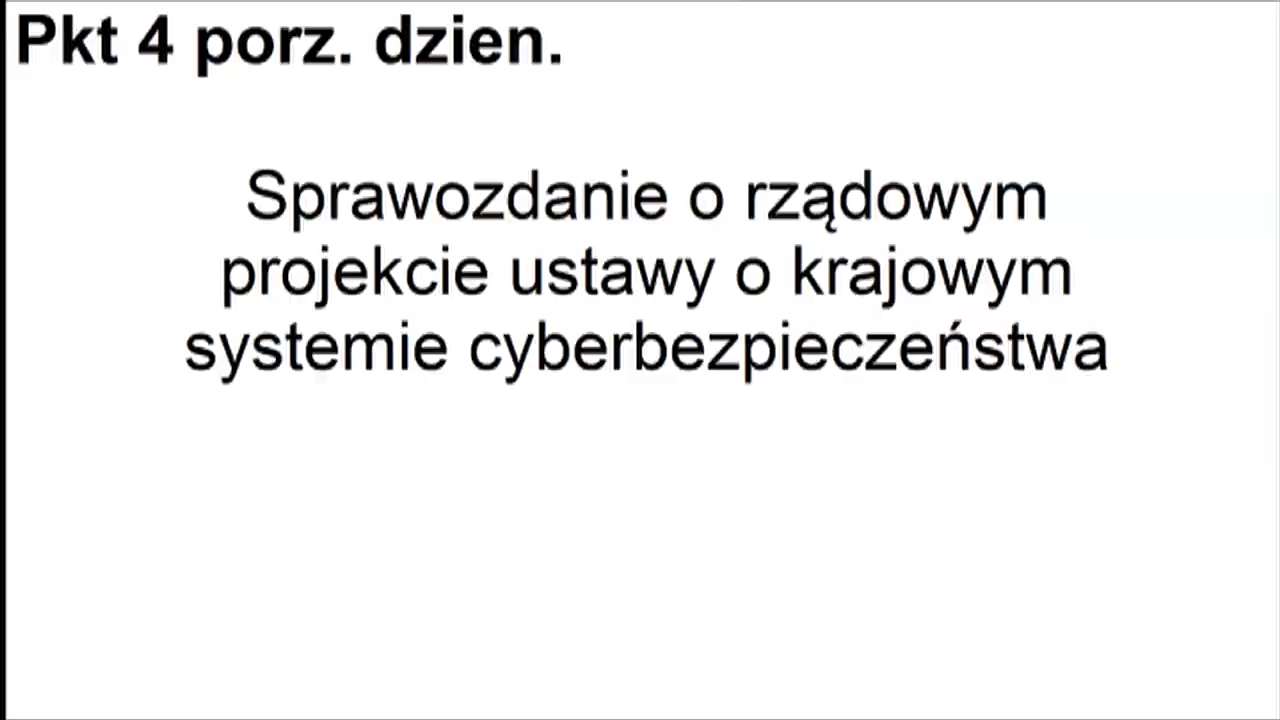 Pkt 4 porz. dzien.
Sprawozdanie o rządowym
projekcie ustawy o krajowym
systemie cyberbezpieczeństwa